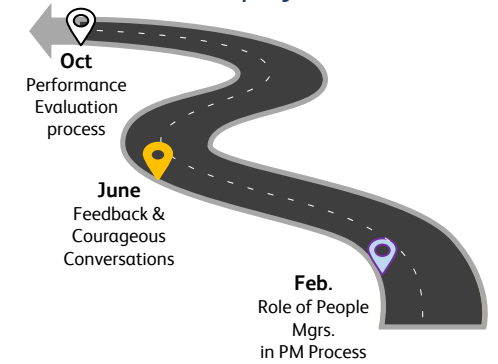 Oct
Performance
Evaluation
process
June
Feedback &
Courageous
Conversations
Feb.
Role of People
Mgrs.
in PM Process